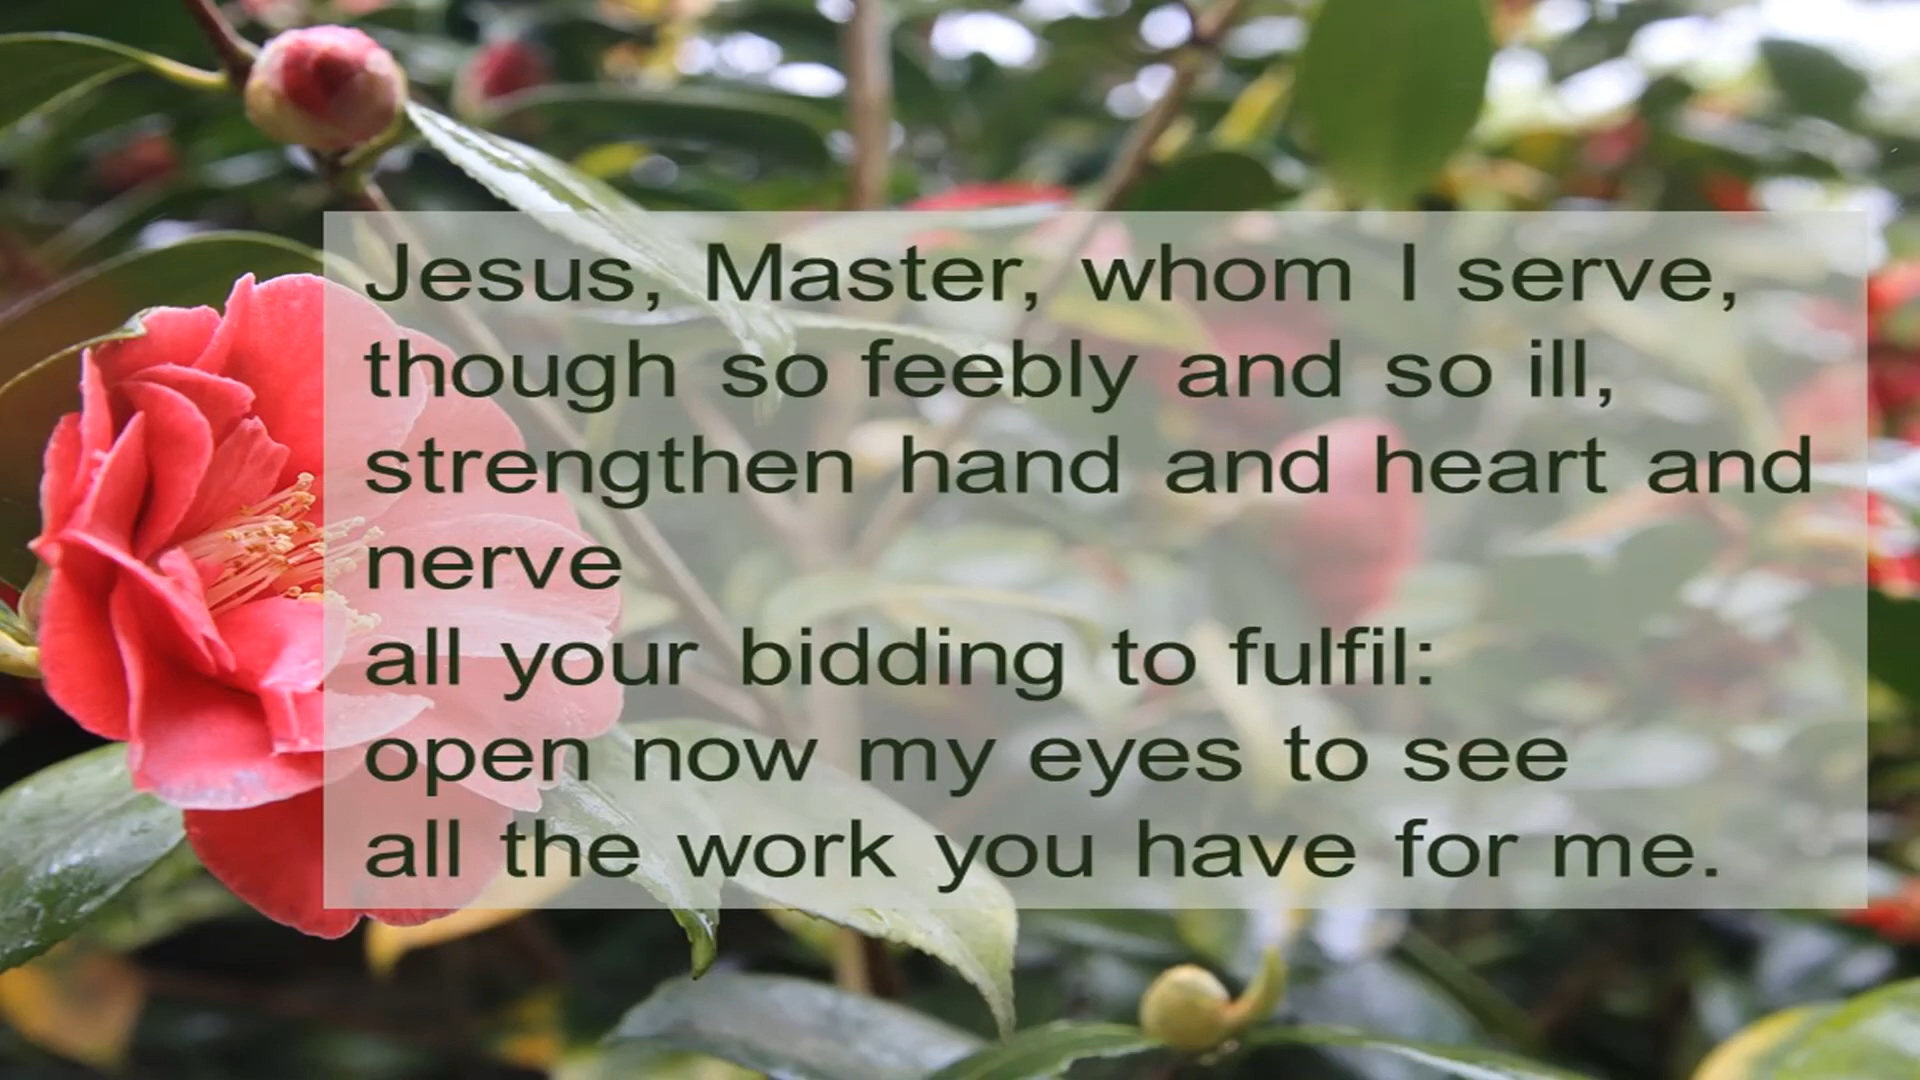 Jesus, Master, whom I serve,
though so feebly and so ill,
strengthen hand and heart and
nerve
all your bidding to fulfil:
open now my eyes to see
all the work you have for me.